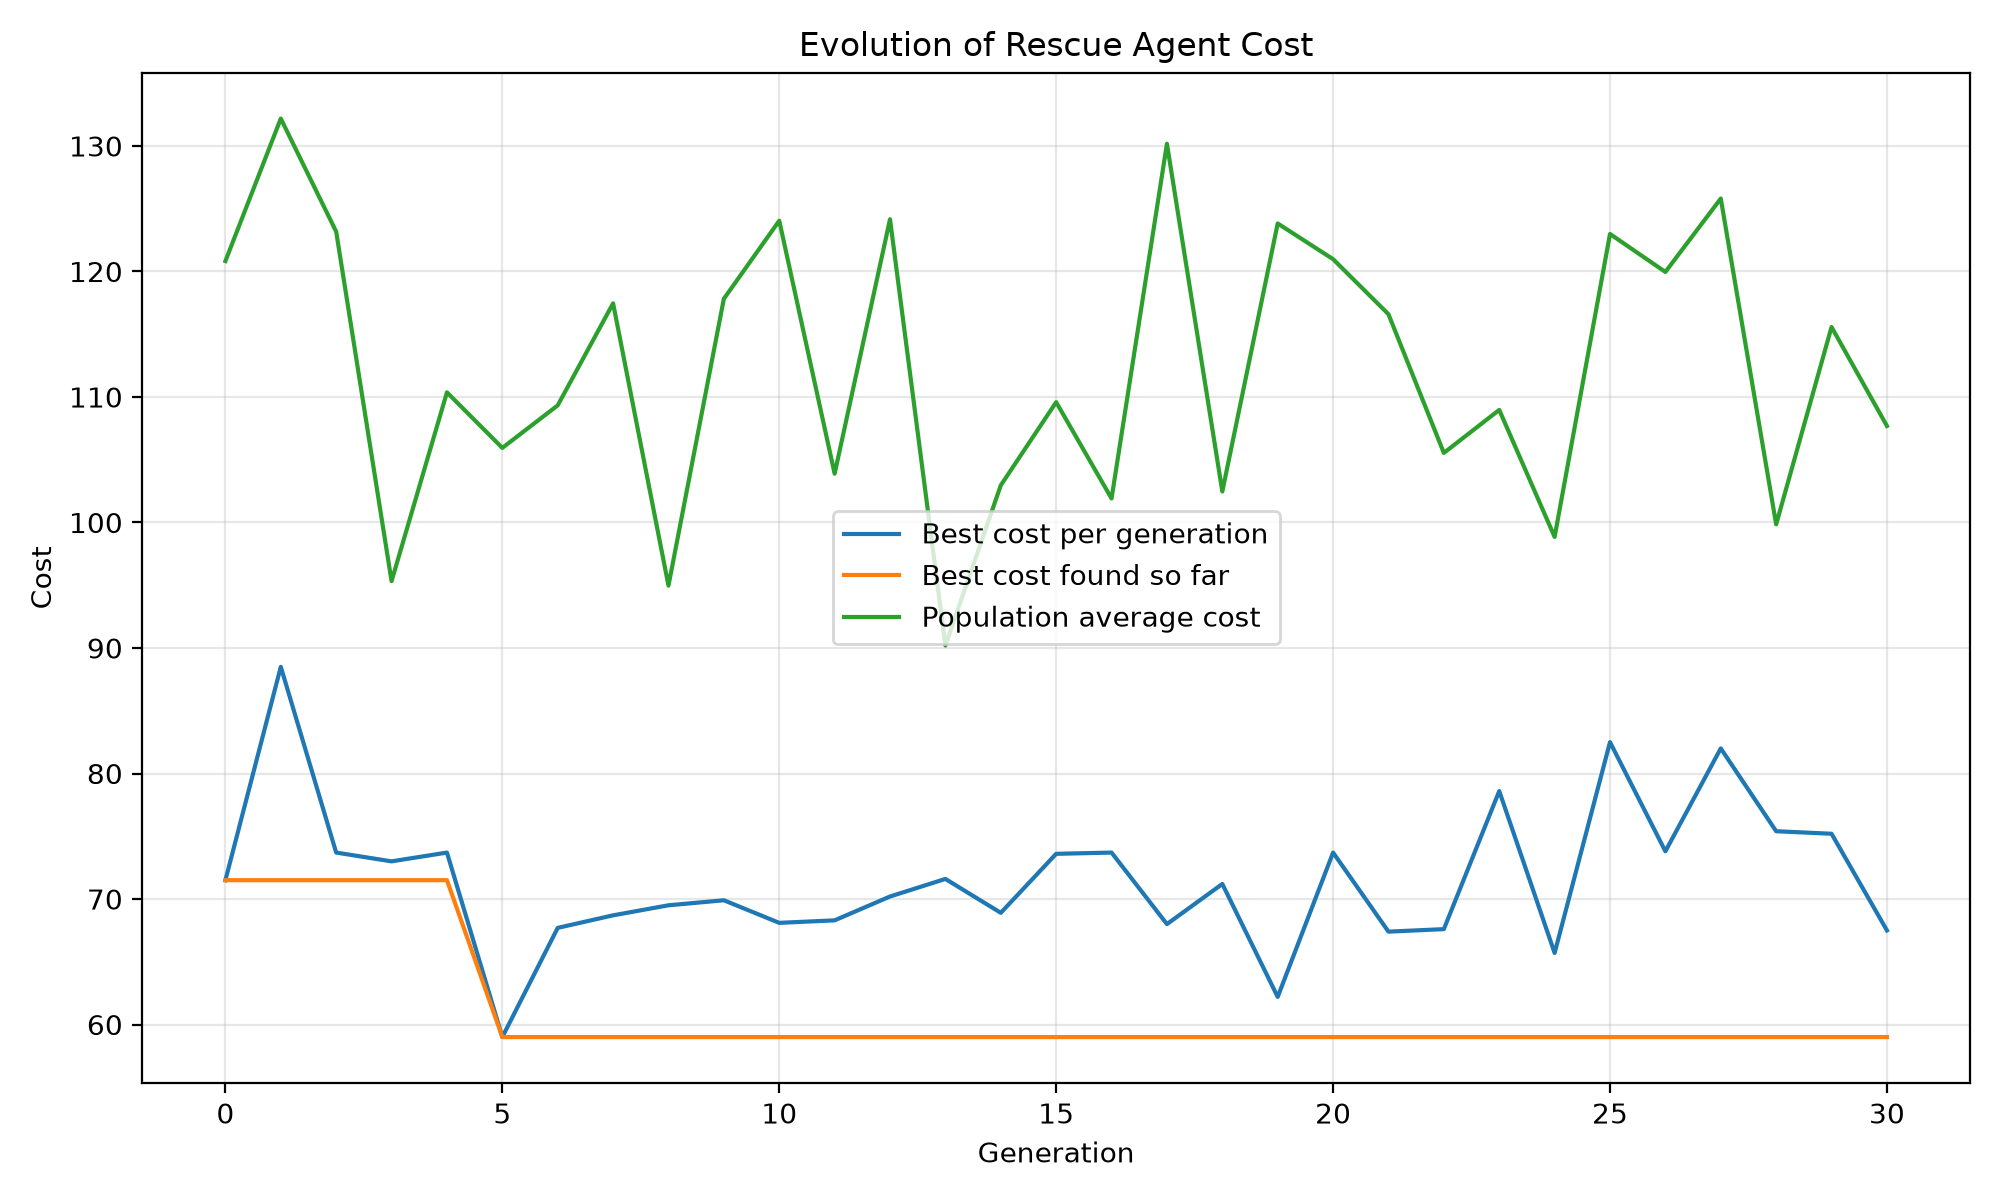 Evolution of Rescue Agent Cost
130
120
110
100
90
80
70
60
Cost
Best cost per generation
Best cost found so far
Population average cost
0 5 10 15 20 25 30
Generation